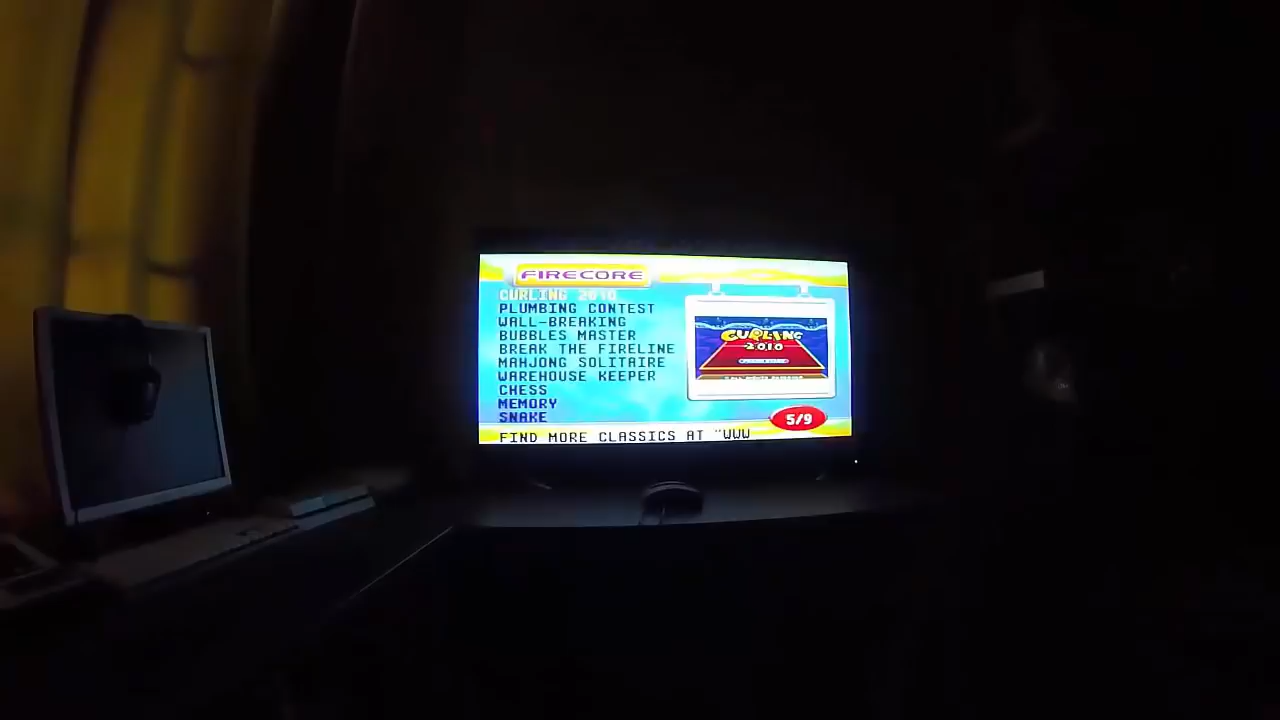 FIRECORE
CURLING 2010
PLUMBING CONTEST
WALL-BREAKING
BUBBLES MASTER
BREAK THE FIRELINE
MAHJONG SOLITAIRE
WAREHOUSE KEEPER
CHESS
MEMORY
SNAKE
CURLING
2010
5/9
FIND MORE CLASSICS AT "WWW